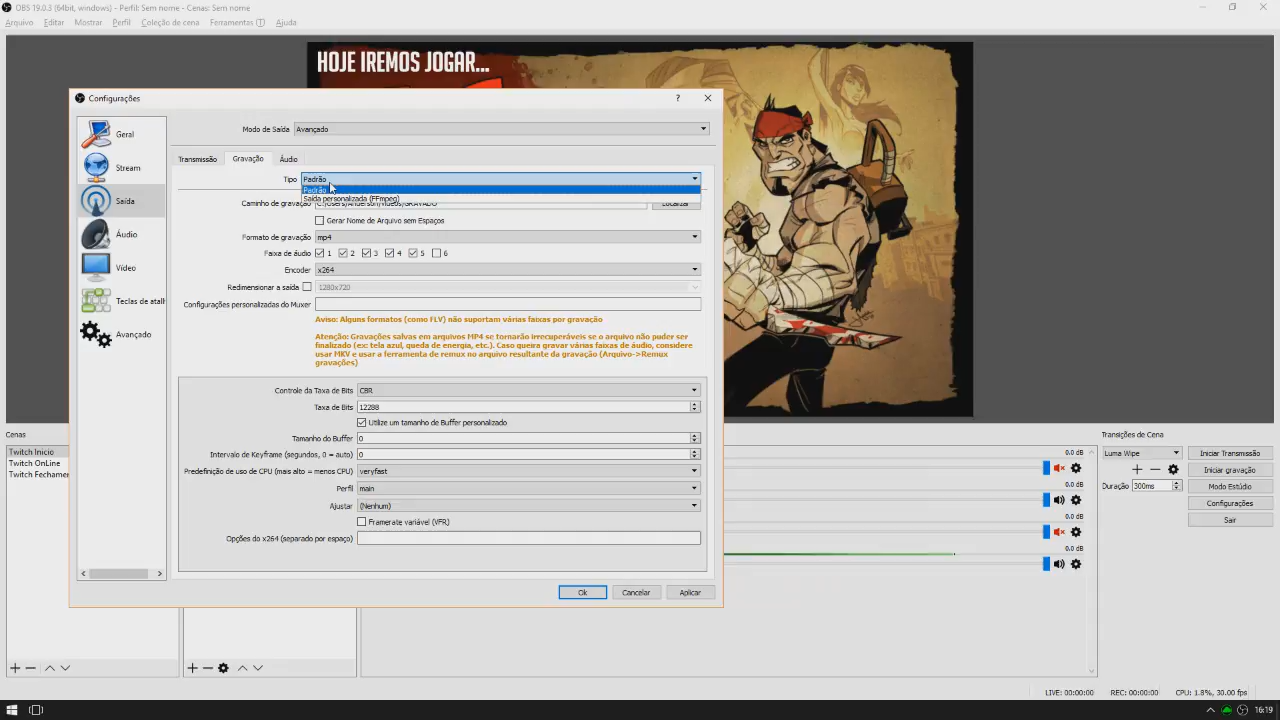 OBS 19.0.3 (64bit, windows) - Perfil: Sem nome - Cenas: Sem nome
Arquivo Editar Mostrar Perfil Coleção de cena Ferramentas (T) Ajuda
HOJE IREMOS JOGAR...
Configurações
?
Geral
Stream
Saída
Áudio
Vídeo
Teclas de atall
Avançado
Modo de Saída Avançado
Transmissão Gravação Áudio
Tipo Padrão
Padrão
Saída personalizada (FFmpeg)
Caminho de gravação
Gerar Nome de Arquivo sem Espaços
Formato de gravação mp4
Faixa de áudio 1 2 3 4 5 6
Encoder x264
Redimensionar a saída 1280x720
Configurações personalizadas do Muxer
Aviso: Alguns formatos (como FLV) não suportam várias faixas por gravação
Atenção: Gravações salvas em arquivos MP4 se tornarão irrecuperáveis se o arquivo não puder ser
finalizado (ex: tela azul, queda de energia, etc.). Caso queira gravar várias faixas de áudio, considere
usar MKV e usar a ferramenta de remux no arquivo resultante da gravação (Arquivo->Remux
gravações)
Controle da Taxa de Bits CBR
Taxa de Bits 12288
Utilize um tamanho de Buffer personalizado
Tamanho do Buffer 0
Intervalo de Keyframe (segundos, 0 = auto) 0
Predefinição de uso de CPU (mais alto = menos CPU) veryfast
Perfil main
Ajustar (Nenhum)
Framerate variável (VFR)
Opções do x264 (separado por espaço)
Ok Cancelar Aplicar
Cenas
Twitch Inicio
Twitch OnLine
Twitch Fechamer
0.0 dB
0.0 dB
0.0 dB
0.0 dB
Transições de Cena
Luma Wipe
Duração 300ms
Iniciar Transmissão
Iniciar gravação
Modo Estúdio
Configurações
Sair
LIVE: 00:00:00 REC: 00:00:00 CPU: 1.8%, 30.00 fps
16:19